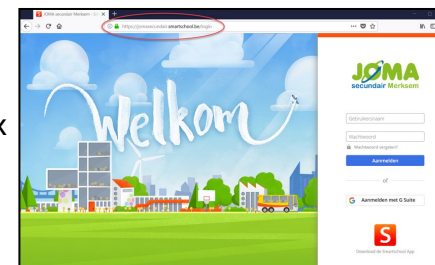 JOMA secundair Merksem
https://jomasecundair.smartschool.be/login
x
Welkom
JOMA
secundair Merksem
Gebruikersnaam
Wachtwoord
Wachtwoord vergeten?
Aanmelden
of
G Aanmelden met G Suite
S
Download de Smartschool App